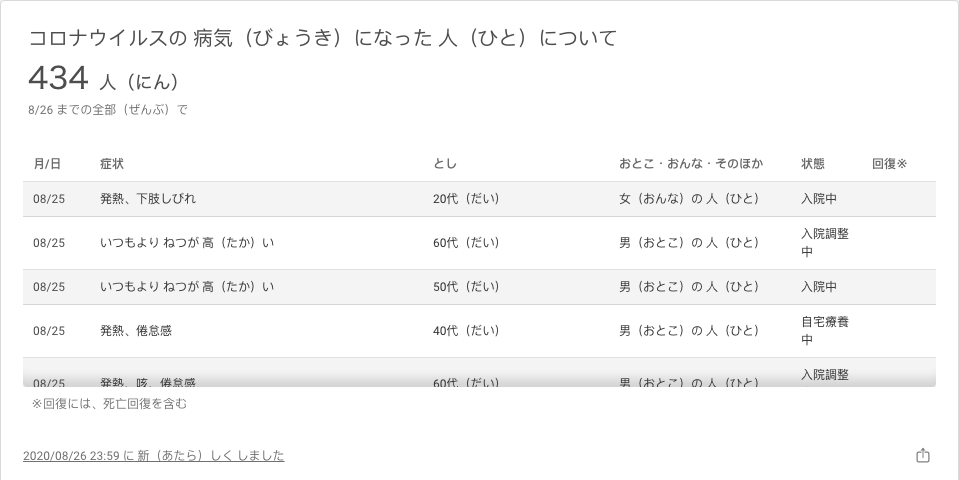 コロナウイルスの 病気（びょうき）になった 人（ひと）について
434 人（にん）
8/26 までの全部（ぜんぶ）で
月/日 症状 とし おとこ・おんな・そのほか 状態 回復※
08/25 発熱、下肢しびれ 20代（だい） 女（おんな）の 人（ひと） 入院中
08/25 いつもより ねつが 高（たか）い 60代（だい） 男（おとこ）の 人（ひと） 入院調整
中
08/25 いつもより ねつが 高（たか）い 50代（だい） 男（おとこ）の 人（ひと） 入院中
08/25 発熱、倦怠感 40代（だい） 男（おとこ）の 人（ひと） 自宅療養
中
08/25 発熱、咳、倦怠感 60代（だい） 男（おとこ）の 人（ひと） 入院調整
※回復には、死亡回復を含む
2020/08/26 23:59 に 新（あたら）しく しました